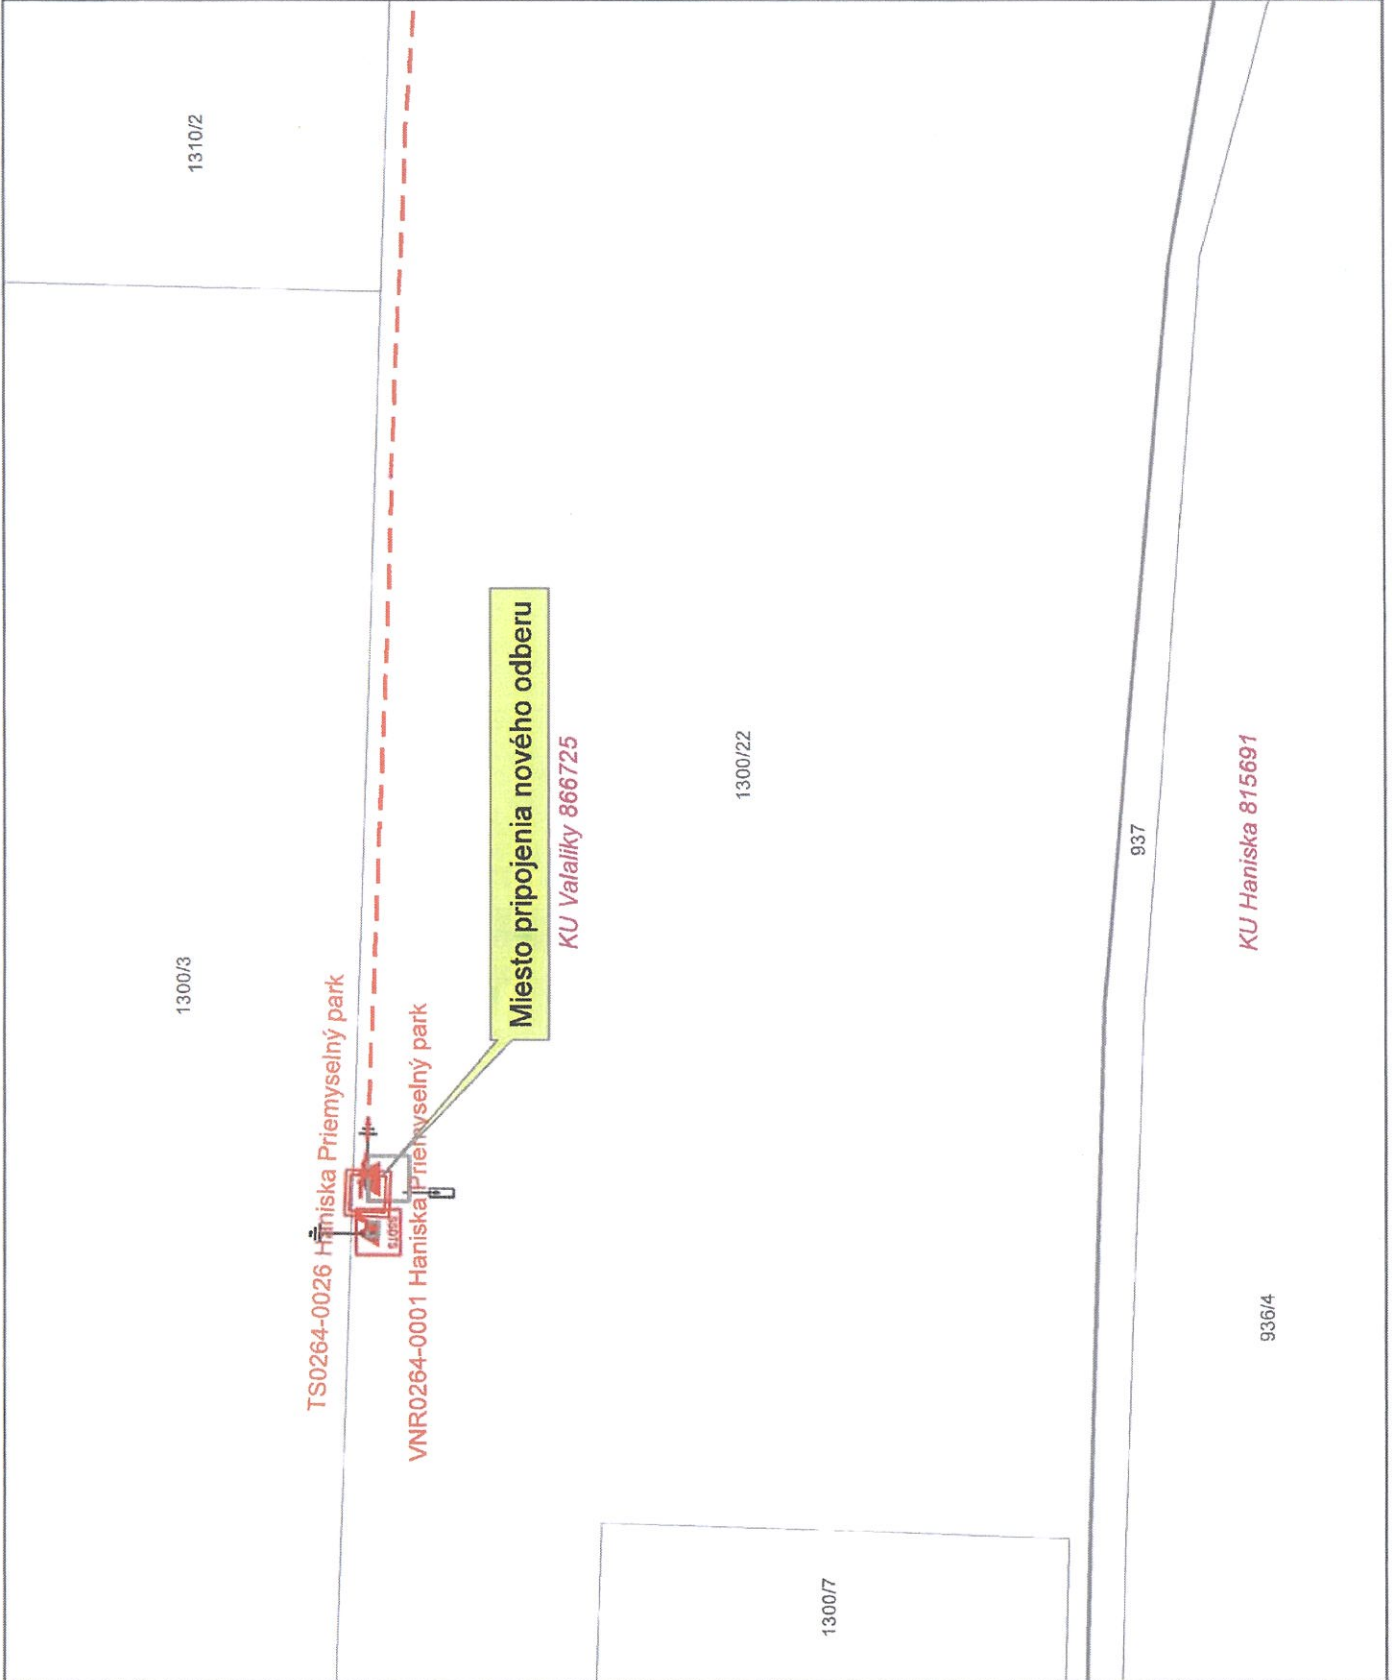 1310/2
1300/3
TS0264-0026 Haniska Priemyselný park
VNR0264-0001 Haniska Priemyselný park
Miesto pripojenia nového odberu
KU Valaliky 866725
1300/22
1300/7
937
KU Haniska 815691
936/4